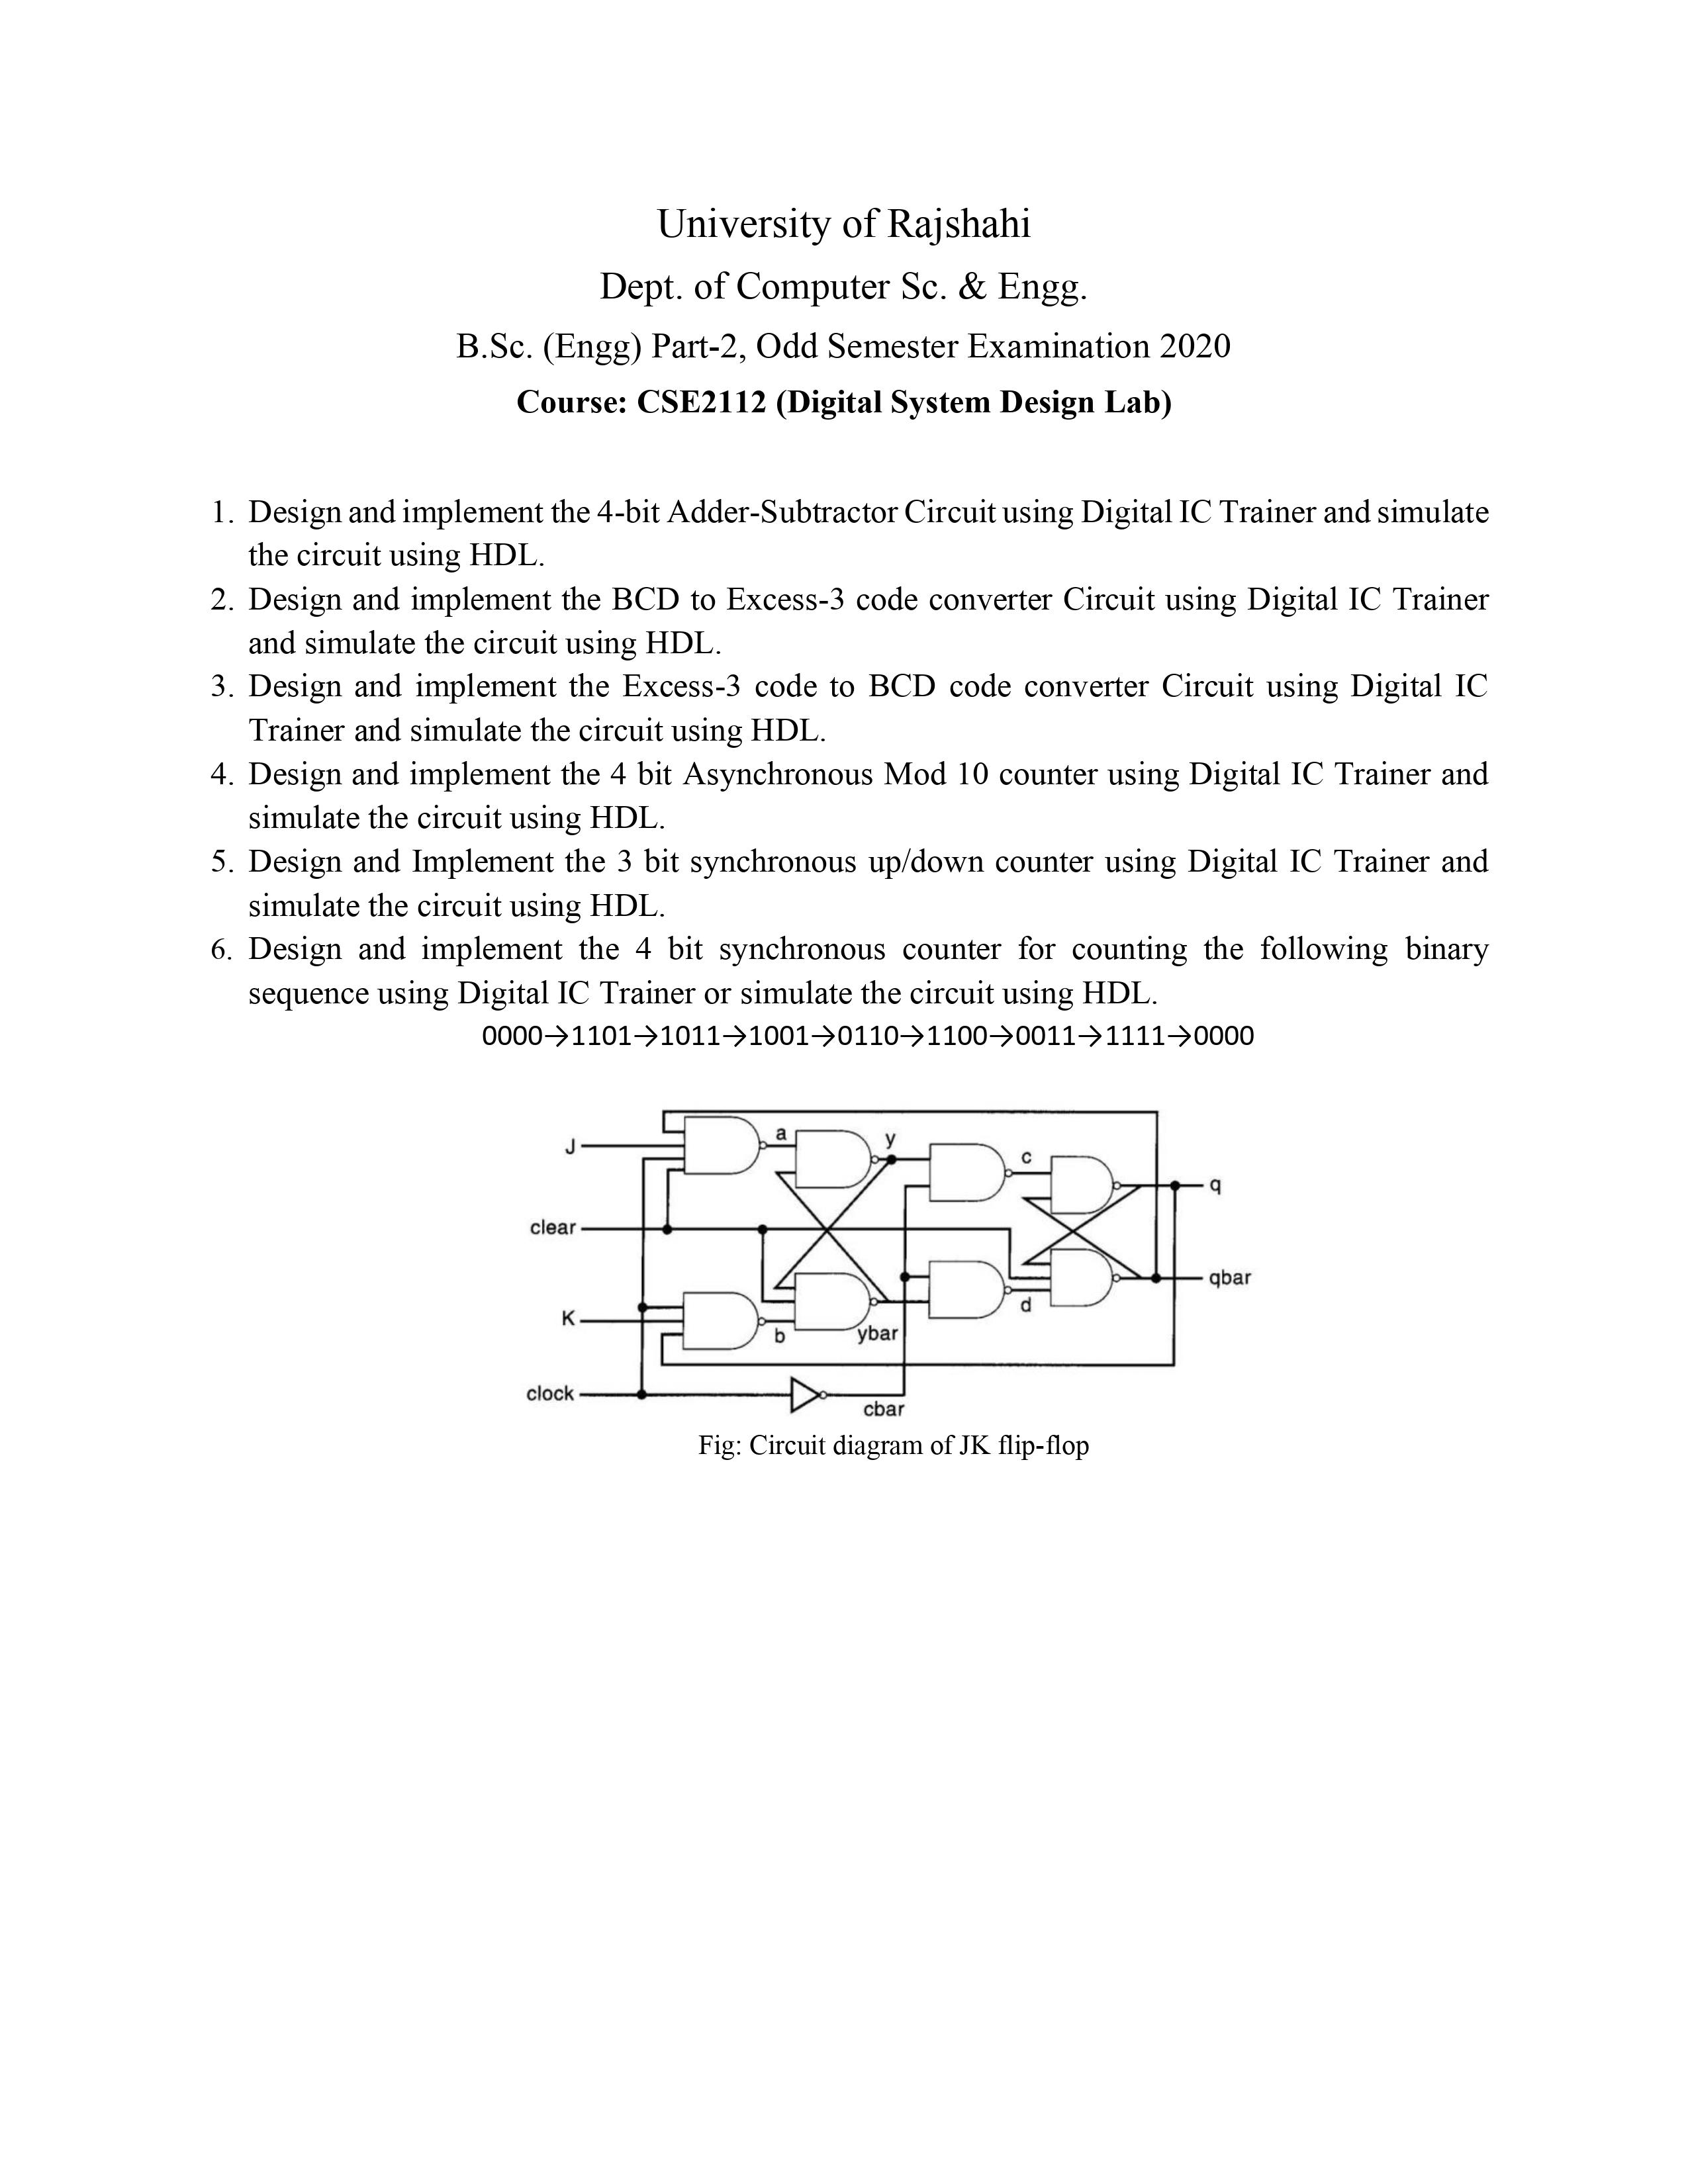 University of Rajshahi
Dept. of Computer Sc. & Engg.
B.Sc. (Engg) Part-2, Odd Semester Examination 2020
Course: CSE2112 (Digital System Design Lab)
1. Design and implement the 4-bit Adder-Subtractor Circuit using Digital IC Trainer and simulate
the circuit using HDL.
2. Design and implement the BCD to Excess-3 code converter Circuit using Digital IC Trainer
and simulate the circuit using HDL.
3. Design and implement the Excess-3 code to BCD code converter Circuit using Digital IC
Trainer and simulate the circuit using HDL.
4. Design and implement the 4 bit Asynchronous Mod 10 counter using Digital IC Trainer and
simulate the circuit using HDL.
5. Design and Implement the 3 bit synchronous up/down counter using Digital IC Trainer and
simulate the circuit using HDL.
6. Design and implement the 4 bit synchronous counter for counting the following binary
sequence using Digital IC Trainer or simulate the circuit using HDL.
0000→1101→1011→1001→0110→1100→0011→1111→0000
J
a
y
c
q
clear
qbar
K
b
ybar
d
clock
cbar
Fig: Circuit diagram of JK flip-flop